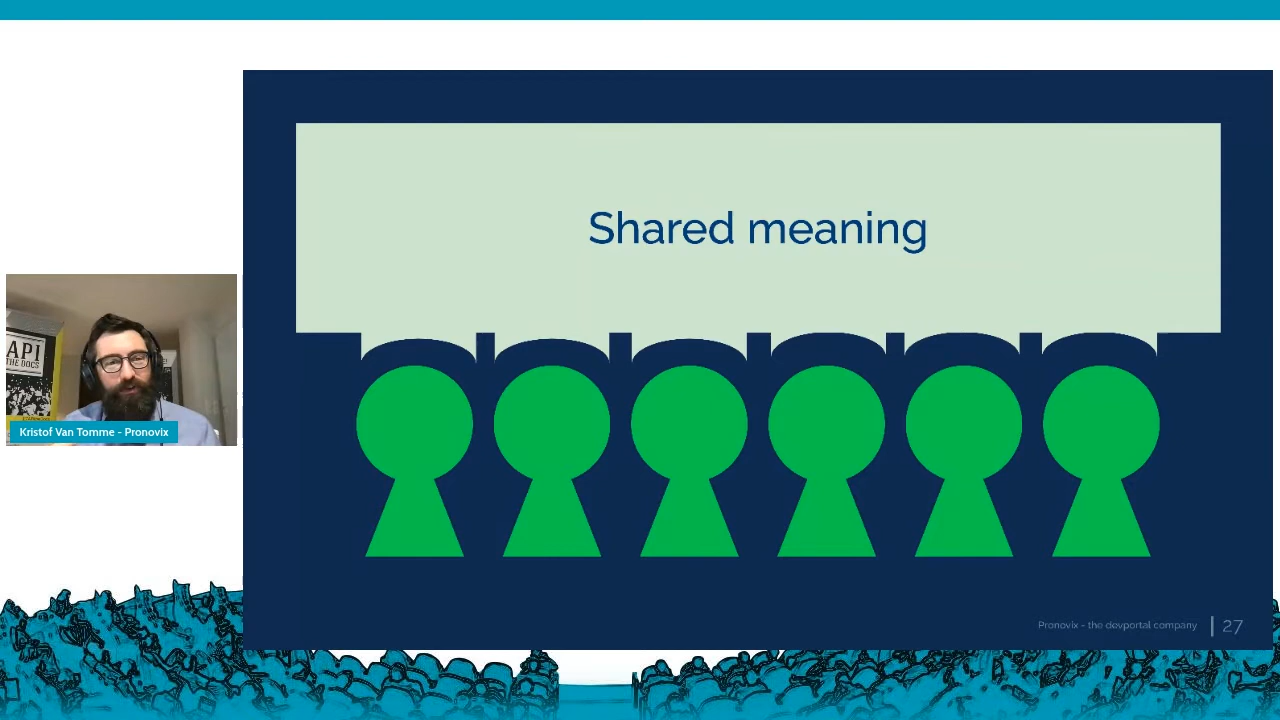 Shared meaning
API
THE DOCS
Kristof Van Tomme - Pronovix
Pronovix - the devportal company
27